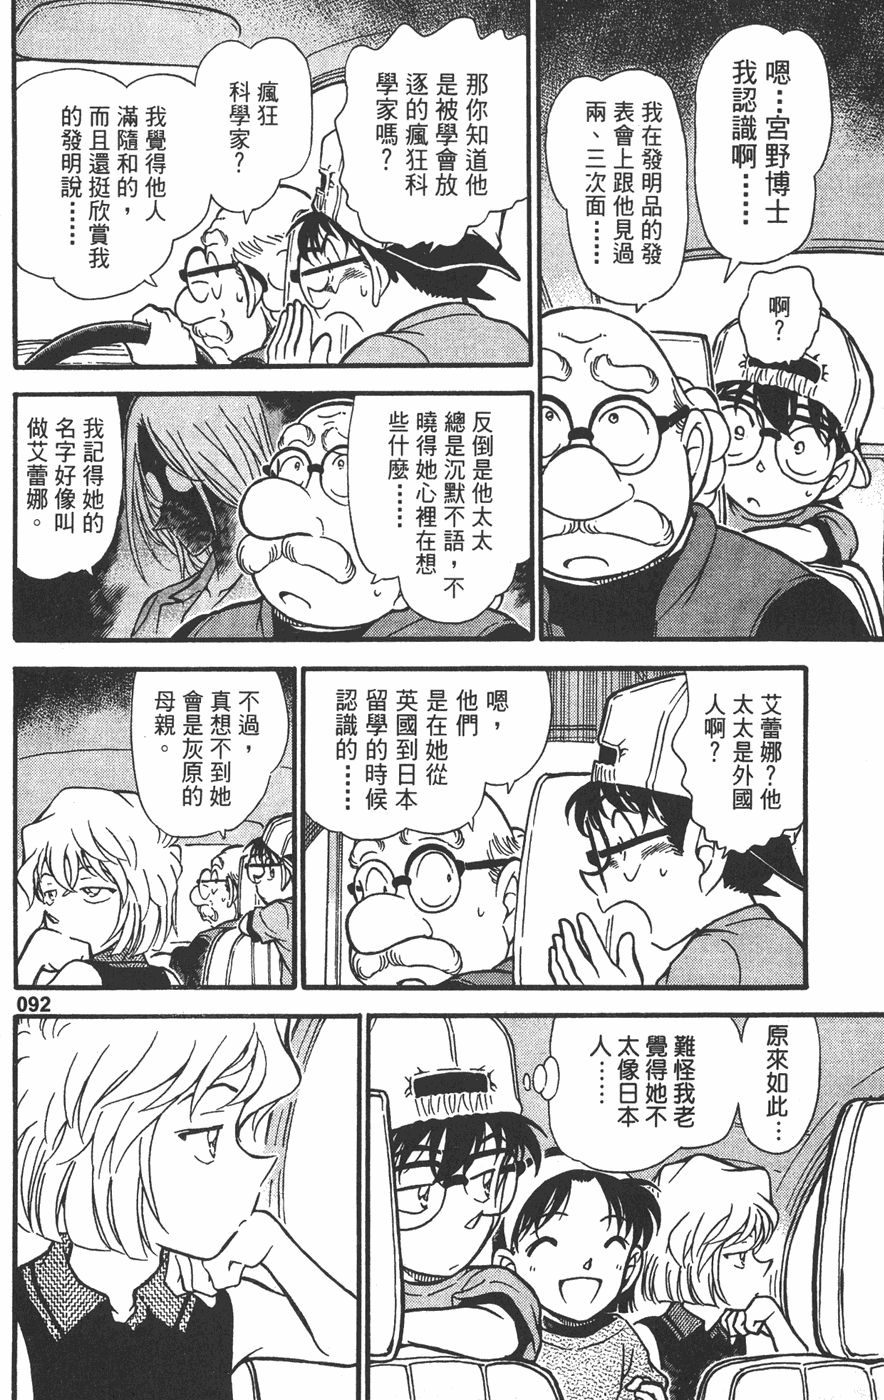 嗯…宮野博士
我認識啊……
我在發明品的發
表會上跟他見過
兩、三次面……
啊？
那你知道他
是被學會放
逐的瘋狂科
學家嗎？
瘋狂
科學家？
我覺得他人
滿隨和的，
而且還挺欣賞我
的發明說……
反倒是他太太
總是沉默不語，不
曉得她心裡在想
些什麼……
我記得她的
名字好像叫
做艾蕾娜。
艾蕾娜？他
太太是外國
人啊？
嗯，
他們
是在她從
英國到日本
留學的時候
認識的……
不過，
真想不到她
會是灰原的
母親。
092
原來如此…
難怪我老
覺得她不
太像日本
人……